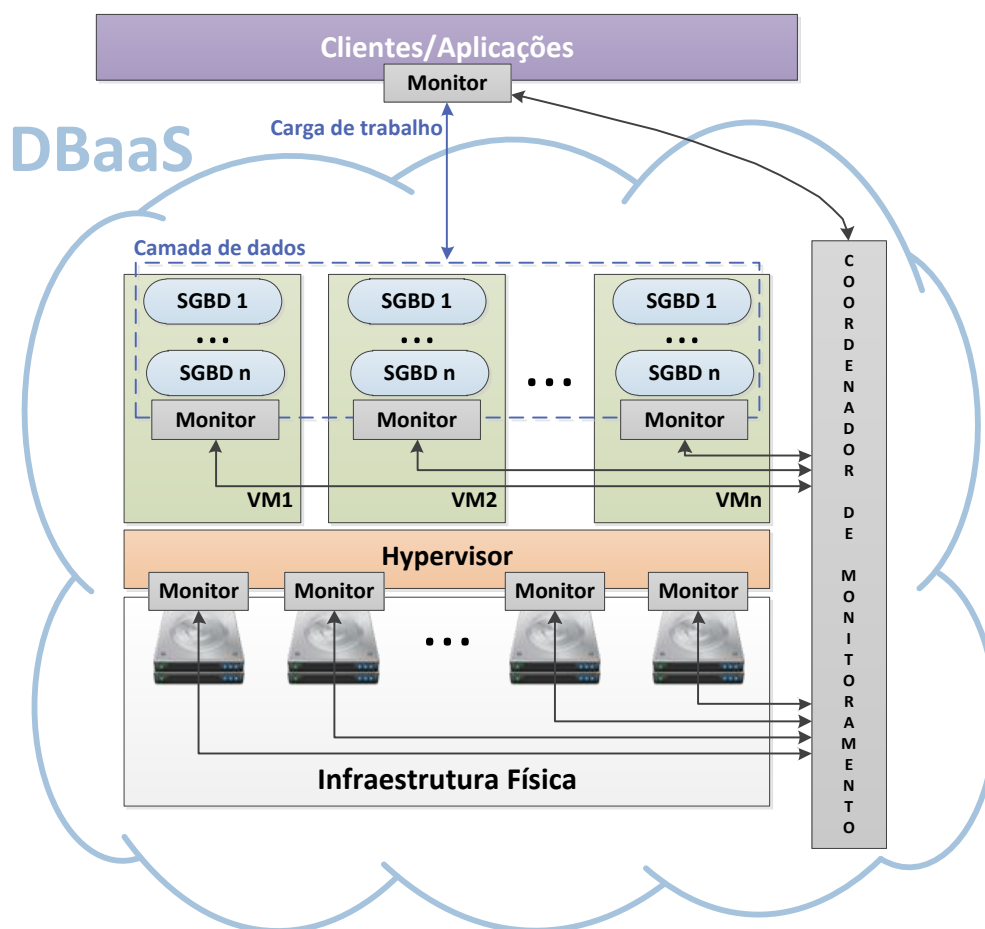 Clientes/Aplicações
Monitor
Carga de trabalho
DBaaS
Camada de dados
SGBD 1
SGBD 1
SGBD 1
...
...
...
SGBD n
SGBD n
...
SGBD n
Monitor
Monitor
Monitor
VM1
VM2
VMn
Hypervisor
Monitor
Monitor
Monitor
Monitor
...
Infraestrutura Física
COORDENADOR DE MONITORAMENTO